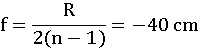 f = R / 2(n − 1) = −40 cm